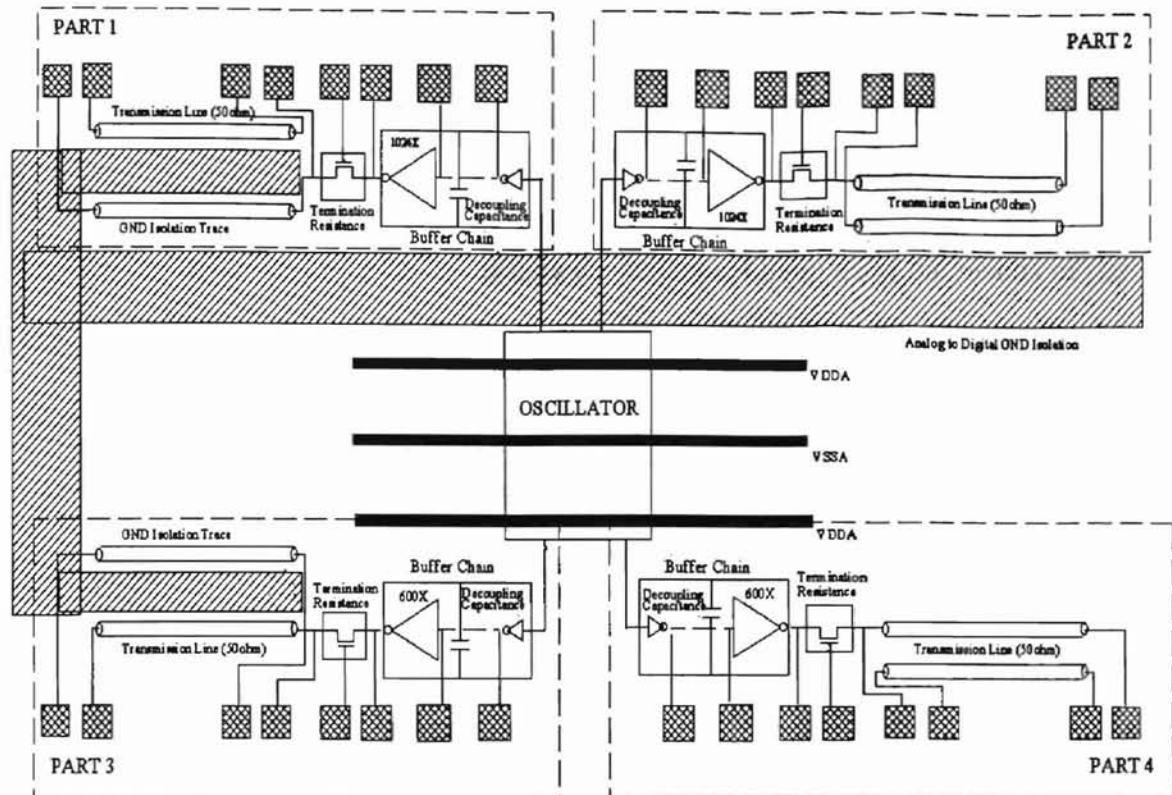 PART 1
PART 2
Transmission Line (50 ohm)
1024X
Decoupling
Capacitance
Termination
Resistance
GND Isolation Trace
Buffer Chain
Decoupling
Capacitance
1024X
Termination
Resistance
Transmission Line (50 ohm)
Buffer Chain
Analog to Digital GND Isolation
VDDA
OSCILLATOR
VSSA
VDDA
GND Isolation Trace
Termination
Resistance
Buffer Chain
600X
Decoupling
Capacitance
Transmission Line (50 ohm)
Buffer Chain
Decoupling
Capacitance
600X
Termination
Resistance
Transmission Line (50 ohm)
PART 3
PART 4